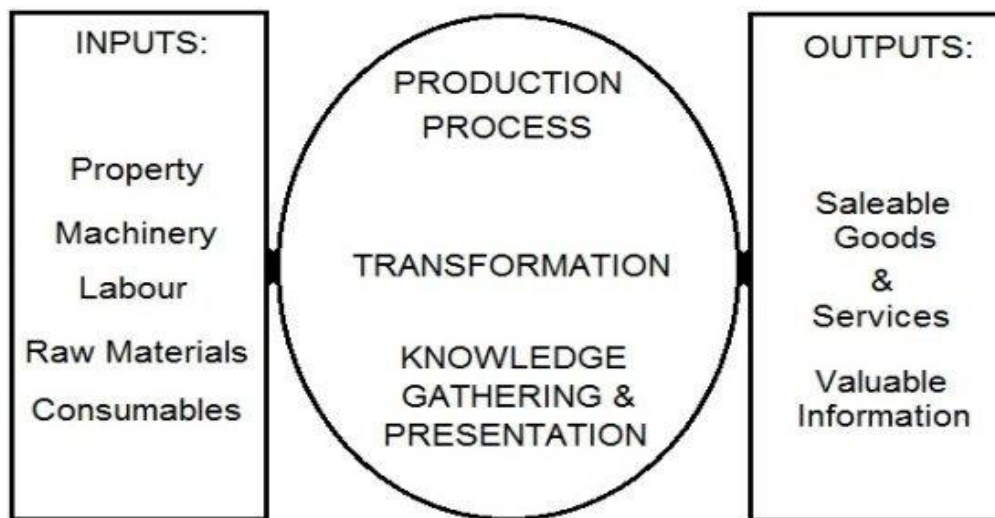 INPUTS:
Property
Machinery
Labour
Raw Materials
Consumables
PRODUCTION
PROCESS
TRANSFORMATION
KNOWLEDGE
GATHERING &
PRESENTATION
OUTPUTS:
Saleable
Goods
&
Services
Valuable
Information